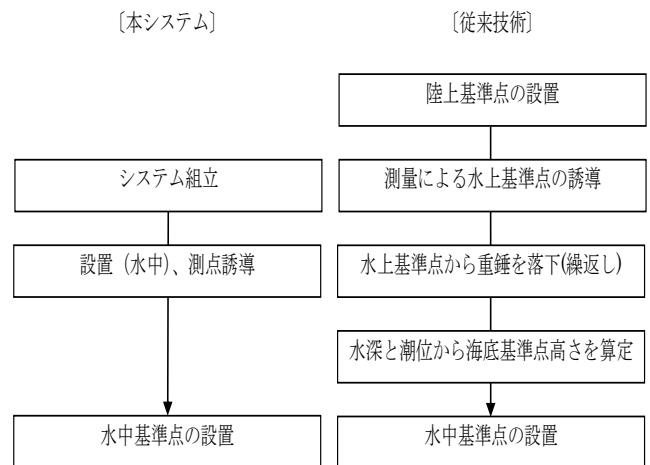 〔本システム〕
システム組立
設置（水中）、測点誘導
水中基準点の設置
〔従来技術〕
陸上基準点の設置
測量による水上基準点の誘導
水上基準点から重錘を落下(繰返し)
水深と潮位から海底基準点高さを算定
水中基準点の設置